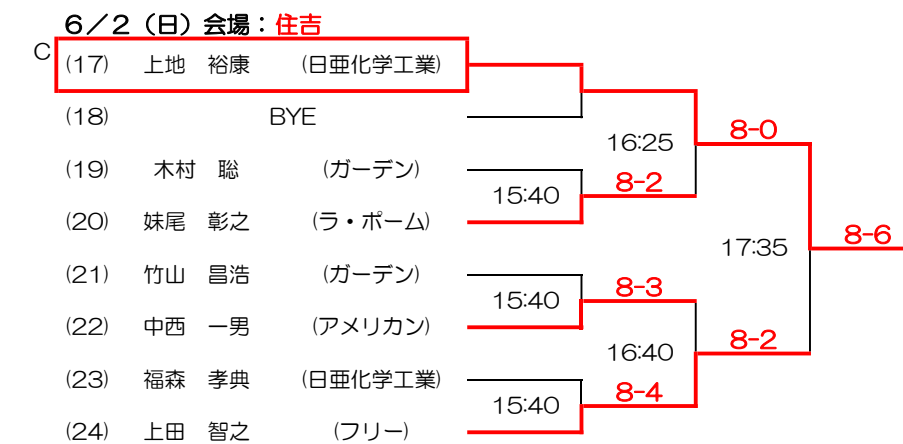 6/2（日）会場：住吉
C
(17) 上地 裕康 (日亜化学工業)
(18) BYE
16:25 8-0
(19) 木村 聡 (ガーデン)
15:40 8-2
(20) 妹尾 彰之 (ラ・ポーム)
17:35 8-6
(21) 竹山 昌浩 (ガーデン)
15:40 8-3
(22) 中西 一男 (アメリカン)
16:40 8-2
(23) 福森 孝典 (日亜化学工業)
15:40 8-4
(24) 上田 智之 (フリー)